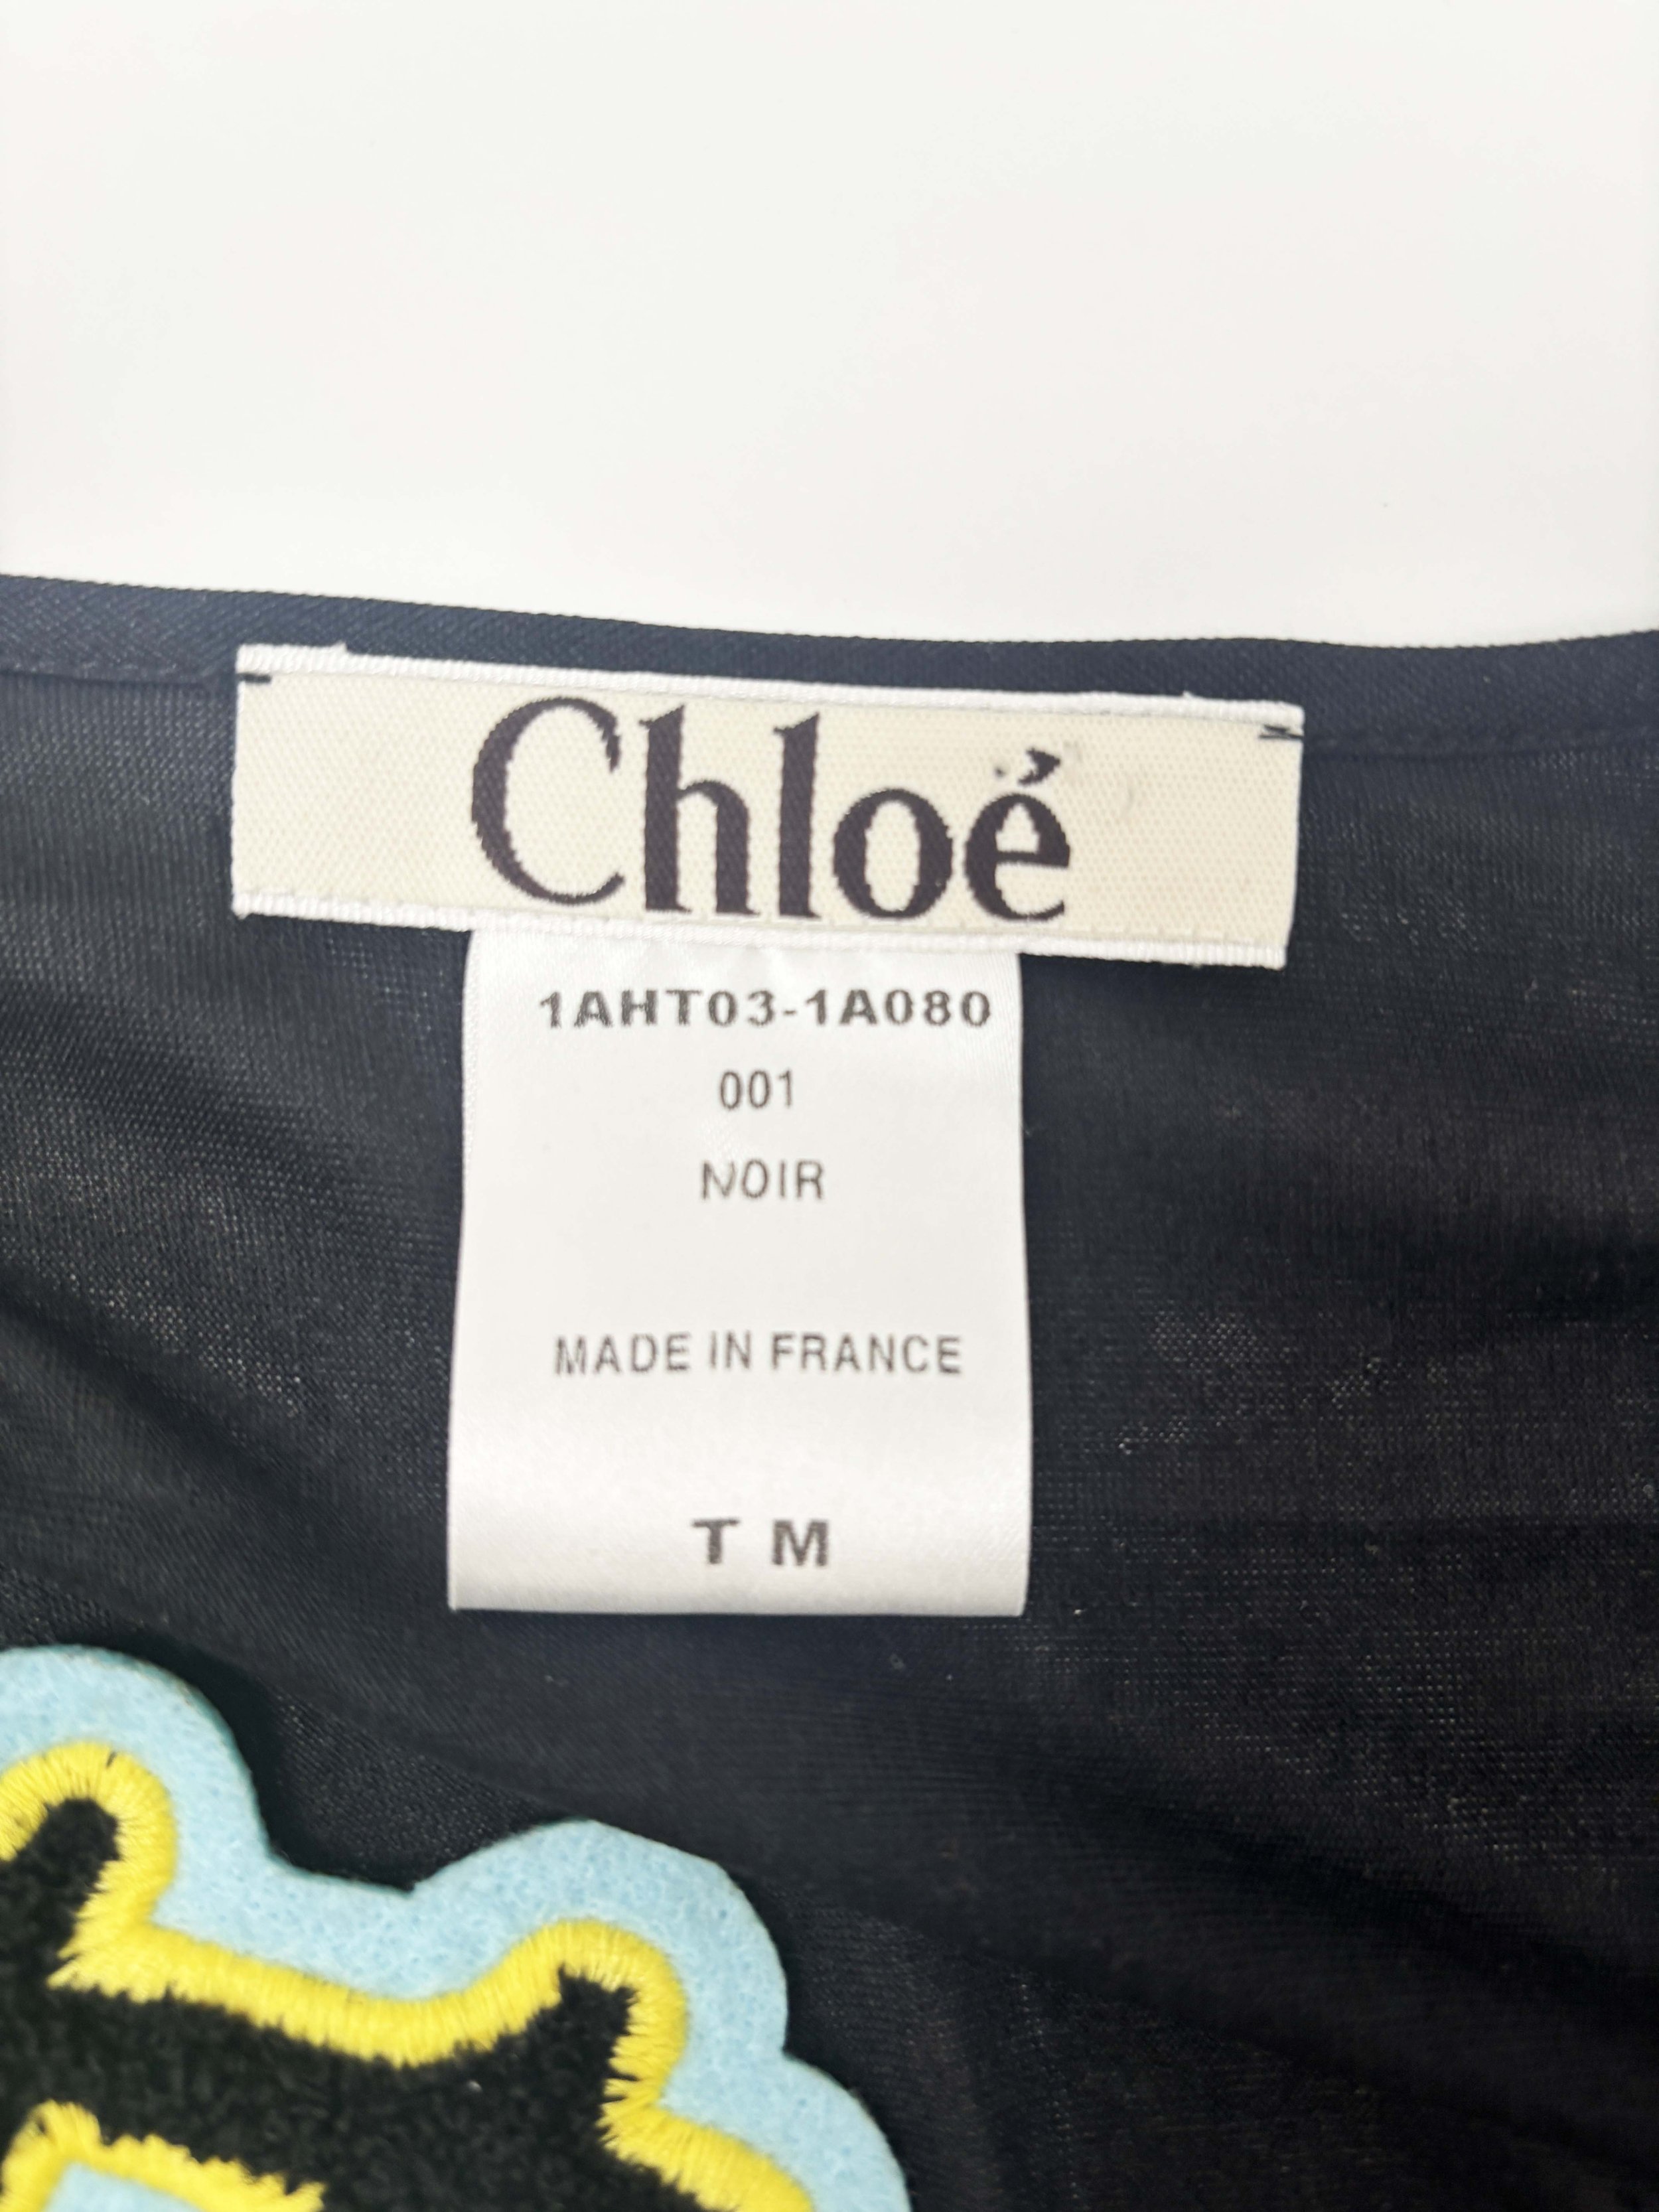 Chloé
1AHT03-1A080
001
NOIR
MADE IN FRANCE
T M